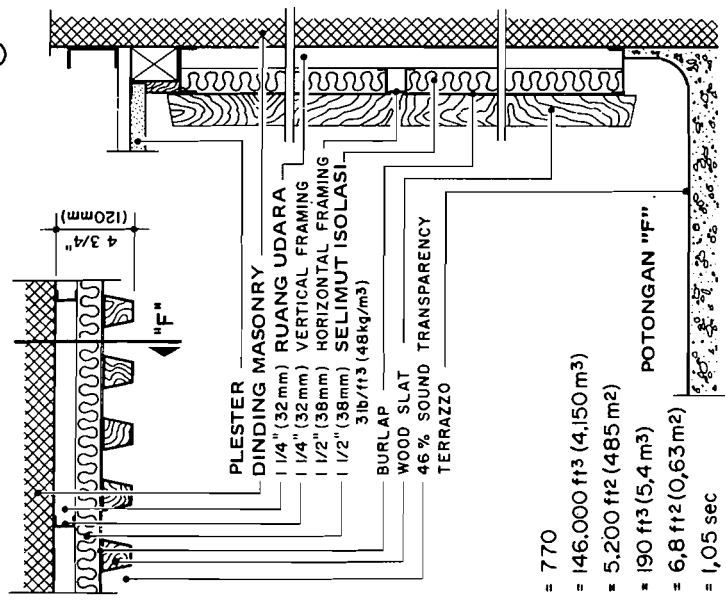 4 3/4"
(120mm)
"F"
PLESTER
DINDING MASONRY
1 1/4" (32mm) RUANG UDARA
1 1/4" (32mm) VERTICAL FRAMING
1 1/2" (38mm) HORIZONTAL FRAMING
1 1/2" (38mm) SELIMUT ISOLASI
3 lb/ft3 (48kg/m3)
BURLAP
WOOD SLAT
46% SOUND TRANSPARENCY
TERRAZZO
POTONGAN "F"
= 770
= 146.000 ft3 (4,150 m3)
= 5.200 ft2 (485 m2)
= 190 ft3 (5,4 m3)
= 6,8 ft2 (0,63 m2)
= 1,05 sec